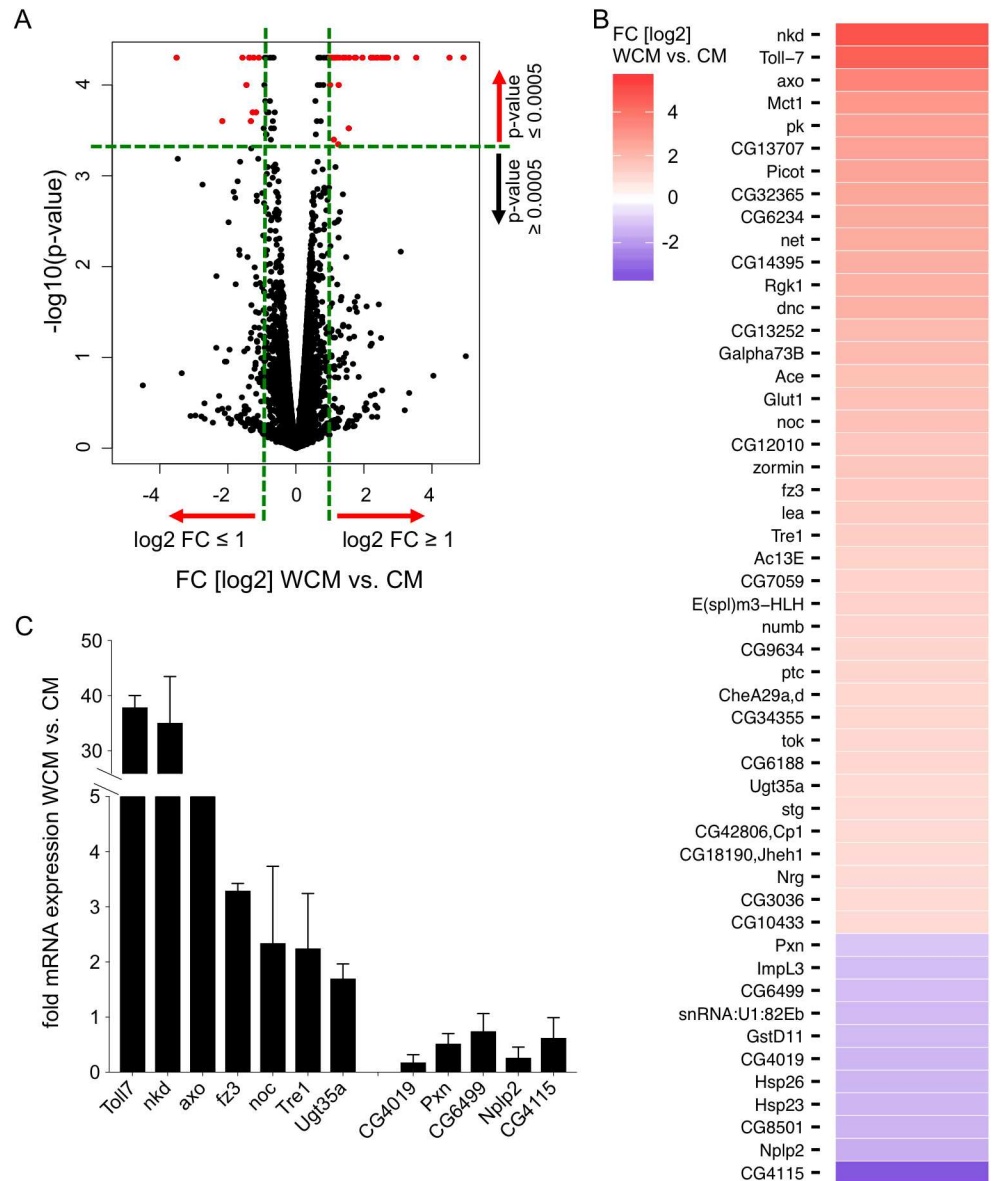 A
-log10(p-value)
4
3
2
1
0
-4
-2
0
2
4
p-value
≤ 0.0005
p-value
≥ 0.0005
log2 FC ≤ 1
log2 FC ≥ 1
FC [log2] WCM vs. CM
B
FC [log2]
WCM vs. CM
4
2
0
-2
nkd
Toll−7
axo
Mct1
pk
CG13707
Picot
CG32365
CG6234
net
CG14395
Rgk1
dnc
CG13252
Galpha73B
Ace
Glut1
noc
CG12010
zormin
fz3
lea
Tre1
Ac13E
CG7059
E(spl)m3−HLH
numb
CG9634
ptc
CheA29a,d
CG34355
tok
CG6188
Ugt35a
stg
CG42806,Cp1
CG18190,Jheh1
Nrg
CG3036
CG10433
Pxn
ImpL3
CG6499
snRNA:U1:82Eb
GstD11
CG4019
Hsp26
Hsp23
CG8501
Nplp2
CG4115
C
fold mRNA expression WCM vs. CM
50
40
30
5
4
3
2
1
0
Toll7
nkd
axo
fz3
noc
Tre1
Ugt35a
CG4019
Pxn
CG6499
Nplp2
CG4115